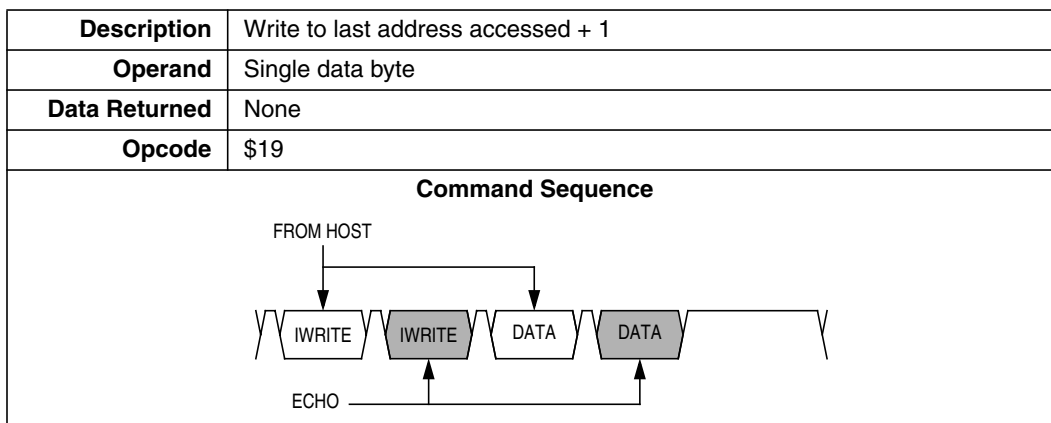 Description Write to last address accessed + 1
Operand Single data byte
Data Returned None
Opcode $19
Command Sequence
FROM HOST
IWRITE IWRITE DATA DATA
ECHO